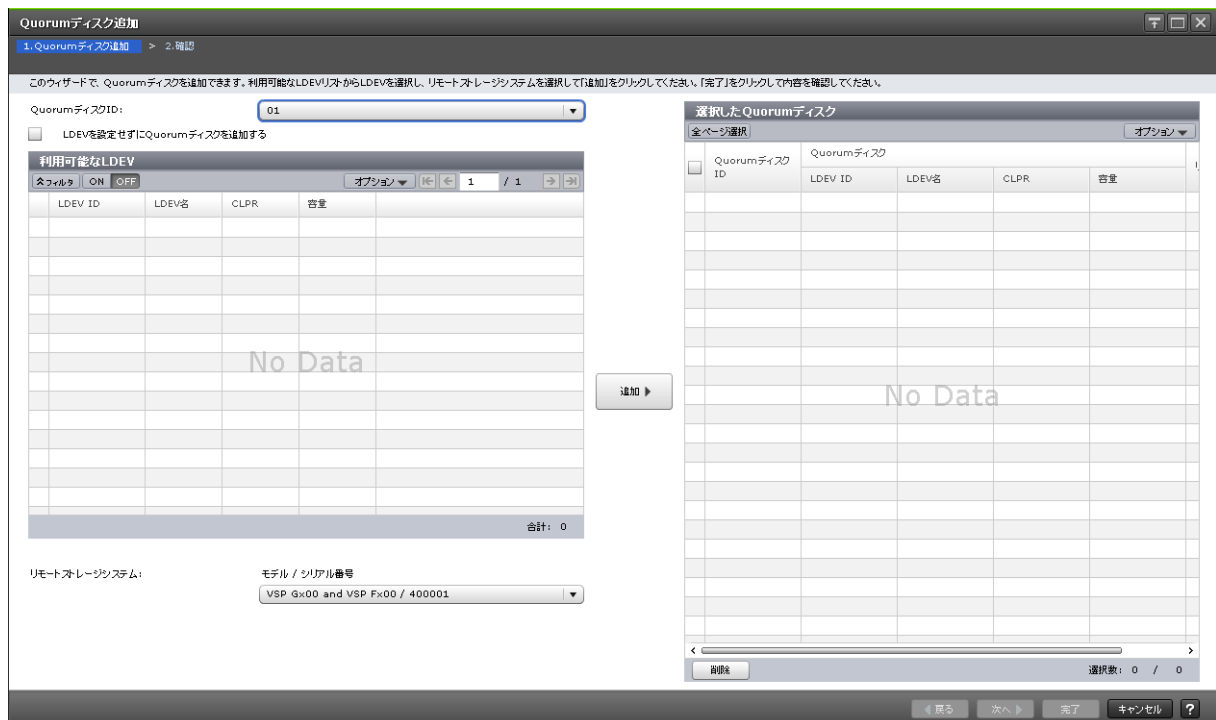 Quorumディスク追加
1.Quorumディスク追加 > 2.確認
このウィザードで、Quorumディスクを追加できます。利用可能なLDEVリストからLDEVを選択し、リモートストレージシステムを選択して「追加」をクリックしてください。「完了」をクリックして内容を確認してください。
QuorumディスクID: 01
LDEVを設定せずにQuorumディスクを追加する
利用可能なLDEV
フィルタ ON OFF オプション 1 / 1
LDEV ID LDEV名 CLPR 容量
No Data
合計: 0
リモートストレージシステム: モデル / シリアル番号
VSP Gx00 and VSP Fx00 / 400001
追加
選択したQuorumディスク
全ページ選択 オプション
QuorumディスクID Quorumディスク
LDEV ID LDEV名 CLPR 容量
No Data
削除 選択数: 0 / 0
戻る 次へ 完了 キャンセル ?